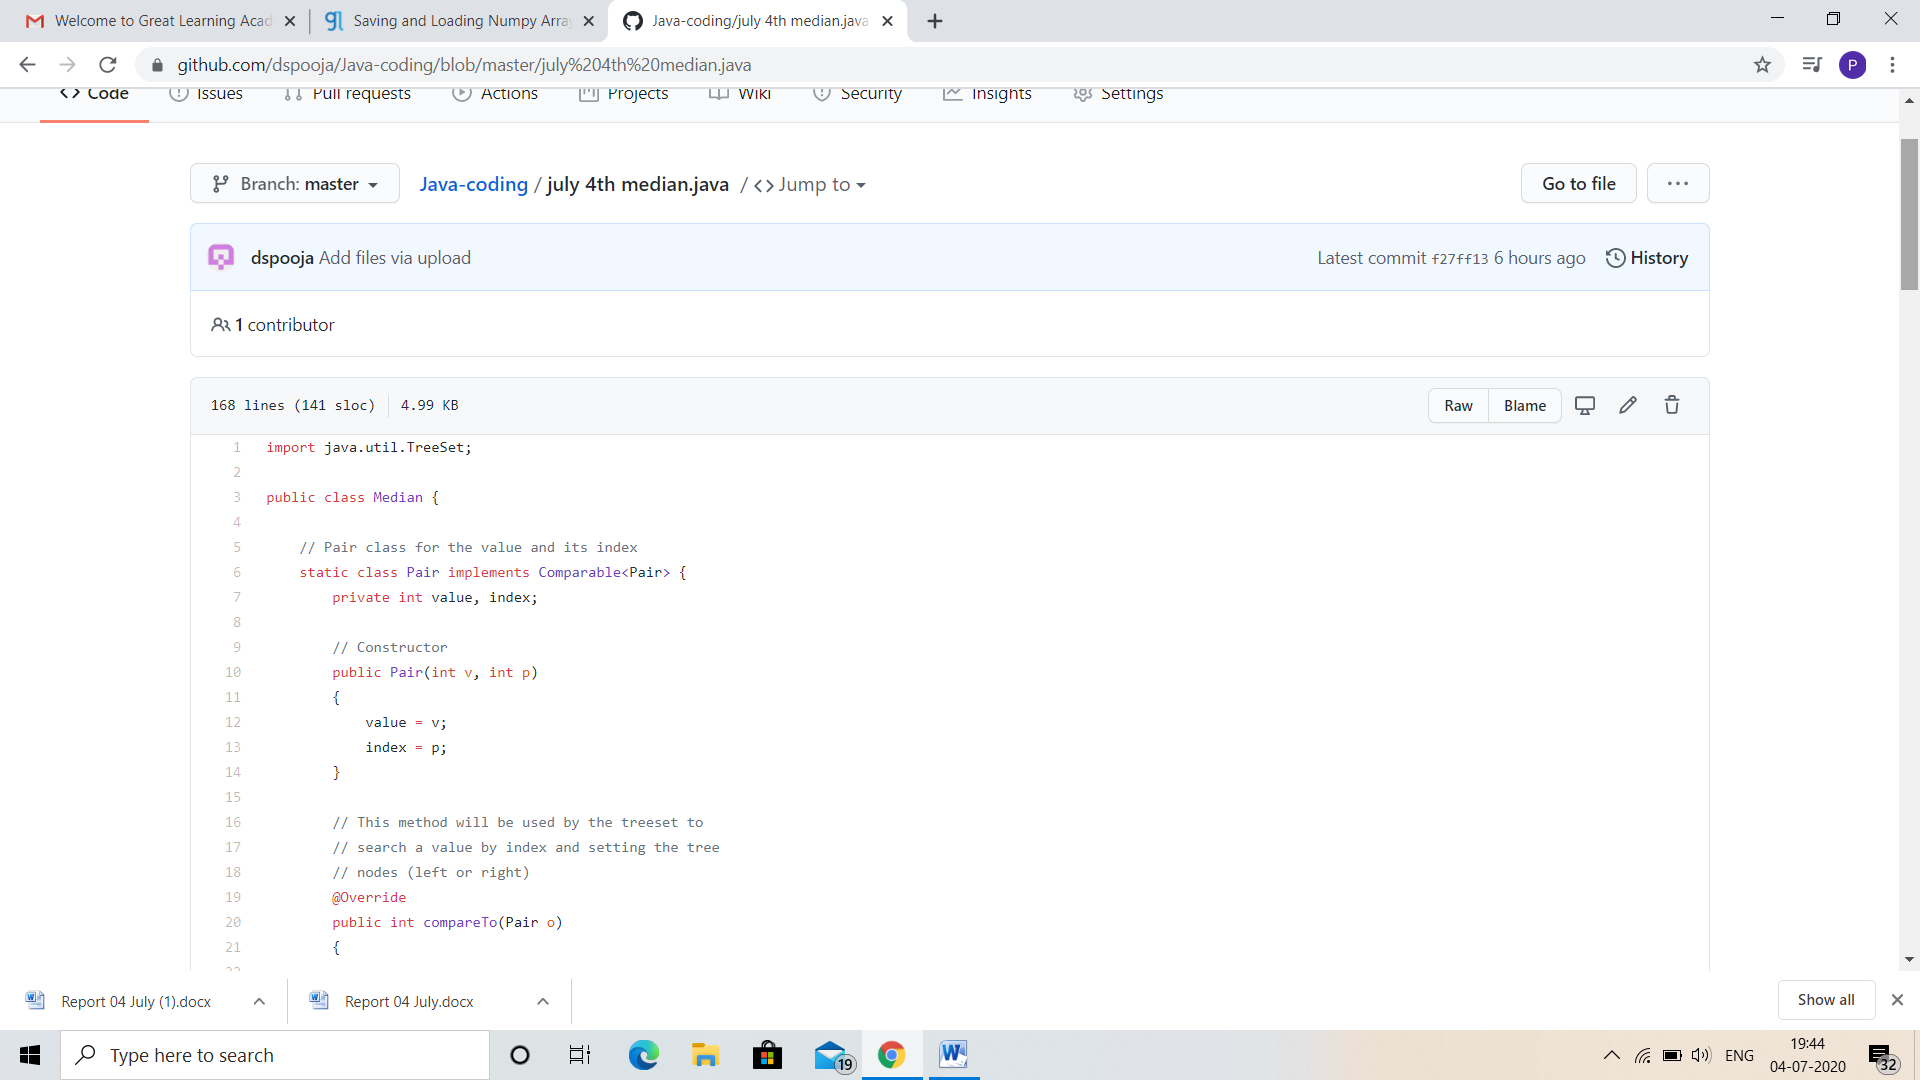 Welcome to Great Learning Acad
Saving and Loading Numpy Array
Java-coding/july 4th median.java
github.com/dspooja/Java-coding/blob/master/july%204th%20median.java
P
Code Issues Pull requests Actions Projects Wiki Security Insights Settings
Branch: master
Java-coding / july 4th median.java / <> Jump to
Go to file
...
dspooja Add files via upload
Latest commit f27ff13 6 hours ago History
1 contributor
168 lines (141 sloc) 4.99 KB
Raw Blame
1 import java.util.TreeSet;
2
3 public class Median {
4
5 // Pair class for the value and its index
6 static class Pair implements Comparable<Pair> {
7 private int value, index;
8
9 // Constructor
10 public Pair(int v, int p)
11 {
12 value = v;
13 index = p;
14 }
15
16 // This method will be used by the treeset to
17 // search a value by index and setting the tree
18 // nodes (left or right)
19 @Override
20 public int compareTo(Pair o)
21 {
Report 04 July (1).docx
Report 04 July.docx
Show all
Type here to search
19
ENG
19:44
04-07-2020
32